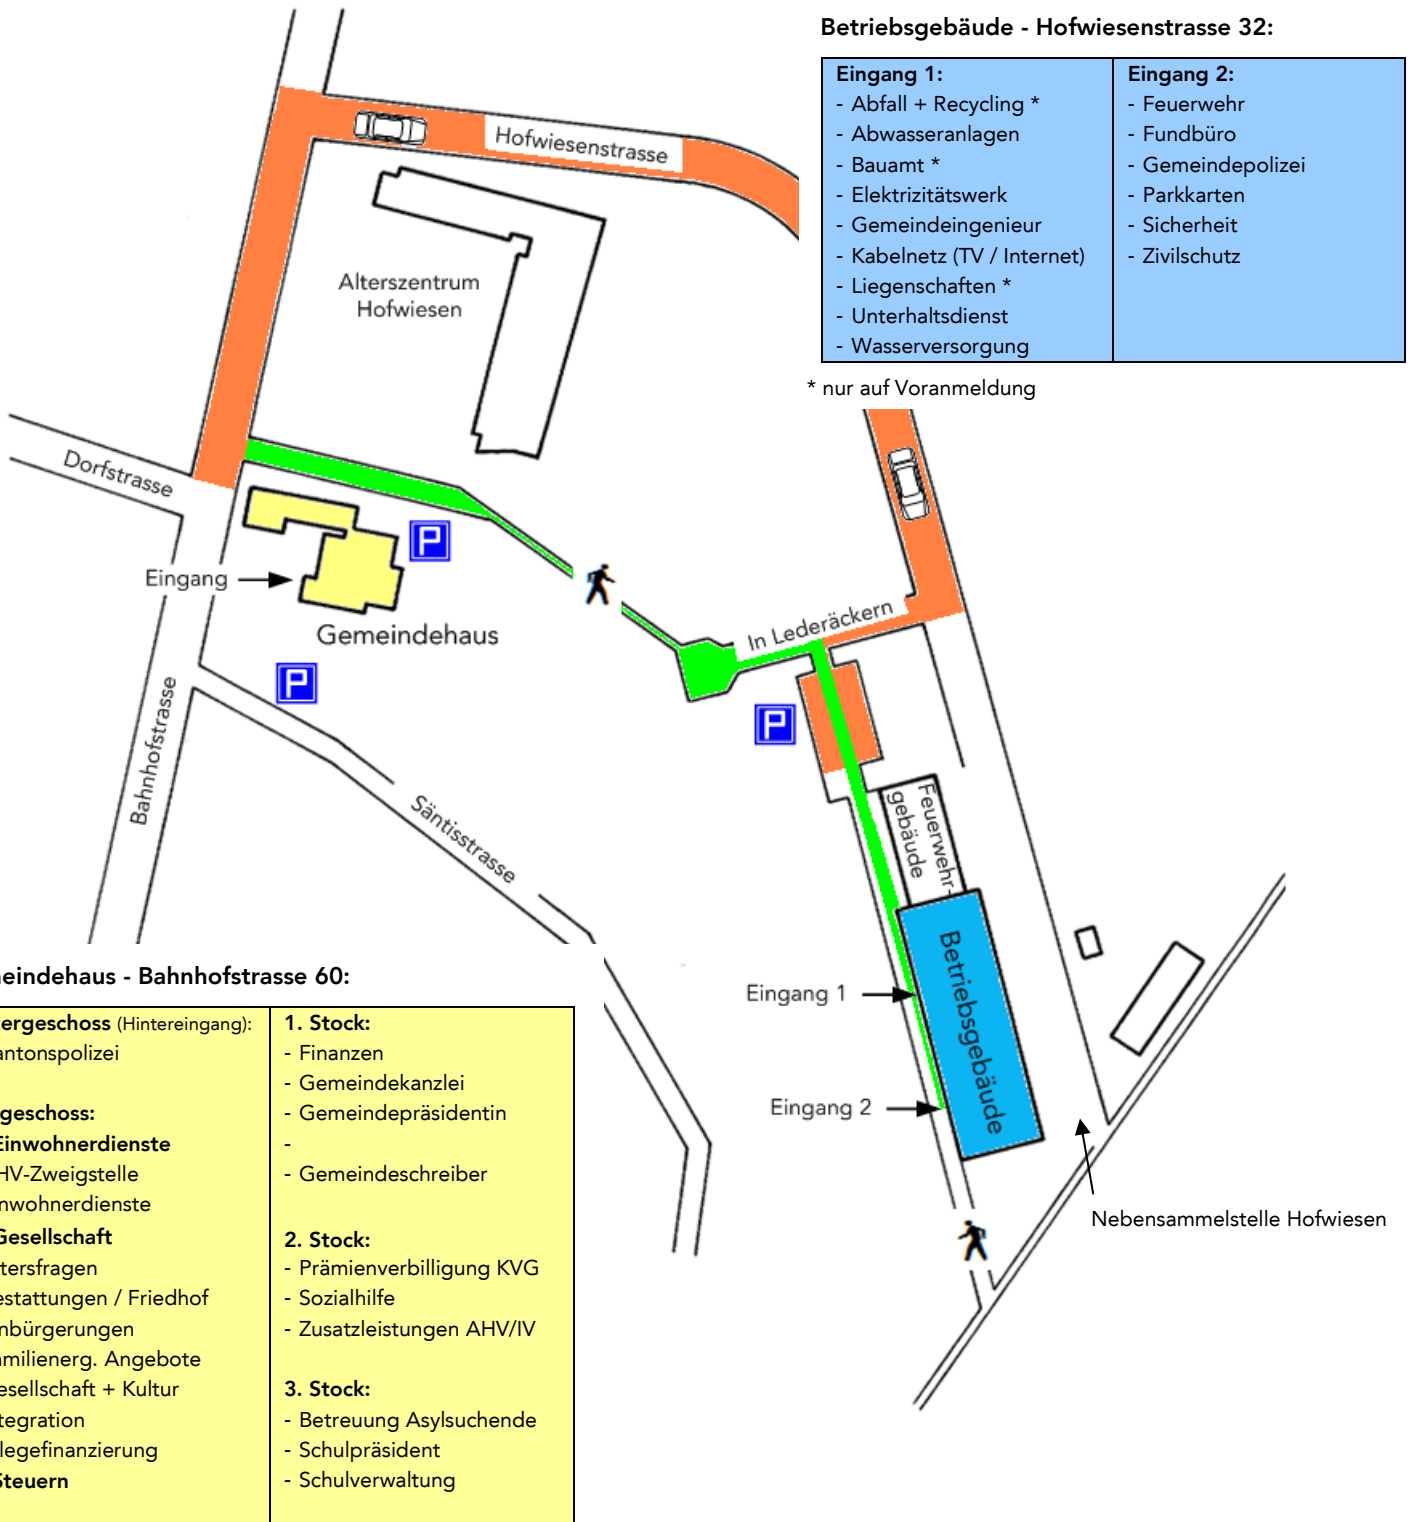 Betriebsgebäude - Hofwiesenstrasse 32:
Eingang 1:
- Abfall + Recycling *
- Abwasseranlagen
- Bauamt *
- Elektrizitätswerk
- Gemeindeingenieur
- Kabelnetz (TV / Internet)
- Liegenschaften *
- Unterhaltsdienst
- Wasserversorgung
Eingang 2:
- Feuerwehr
- Fundbüro
- Gemeindepolizei
- Parkkarten
- Sicherheit
- Zivilschutz
* nur auf Voranmeldung
Hofwiesenstrasse
Alterszentrum
Hofwiesen
Dorfstrasse
P
Eingang
Gemeindehaus
P
In Lederäckern
P
Bahnhofstrasse
Säntisstrasse
Feuerwehr-
gebäude
Betriebsgebäude
Eingang 1
Eingang 2
Nebensammelstelle Hofwiesen
eindehaus - Bahnhofstrasse 60:
ergeschoss (Hintereingang):
antonspolizei
geschoss:
Einwohnerdienste
HV-Zweigstelle
nwohnerdienste
Gesellschaft
tersfragen
estattungen / Friedhof
nbürgerungen
milienerg. Angebote
esellschaft + Kultur
tegration
legefinanzierung
Steuern
1. Stock:
- Finanzen
- Gemeindekanzlei
- Gemeindepräsidentin
-
- Gemeindeschreiber
2. Stock:
- Prämienverbilligung KVG
- Sozialhilfe
- Zusatzleistungen AHV/IV
3. Stock:
- Betreuung Asylsuchende
- Schulpräsident
- Schulverwaltung